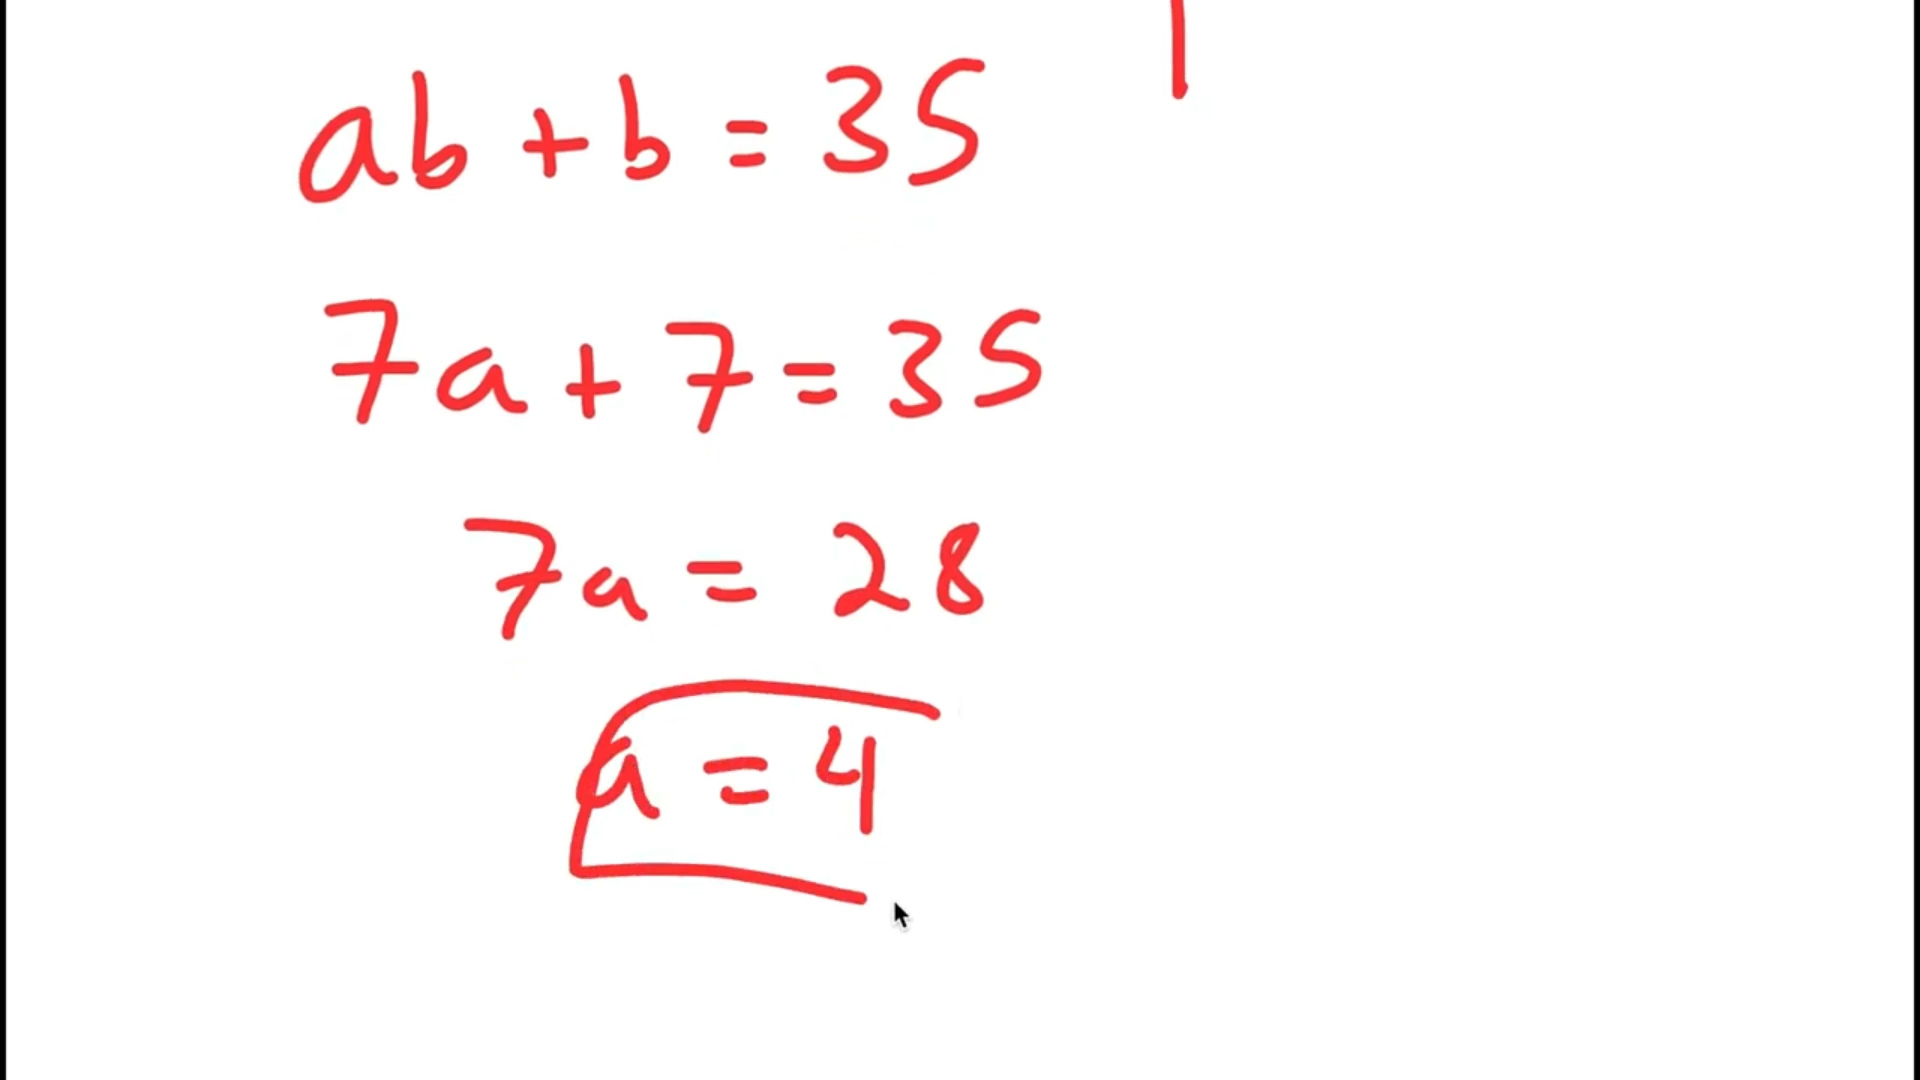 ab + b = 35
7a + 7 = 35
7a = 28
a = 4